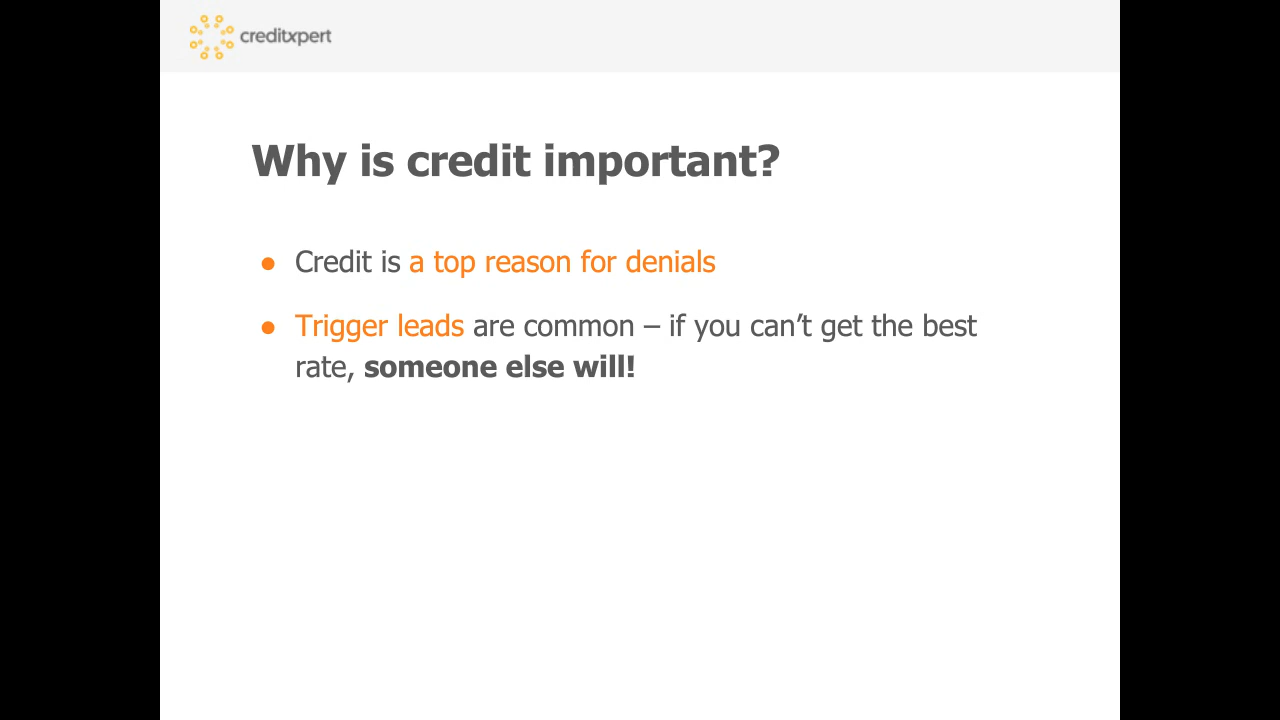 creditxpert
Why is credit important?
● Credit is a top reason for denials
● Trigger leads are common – if you can’t get the best
rate, someone else will!